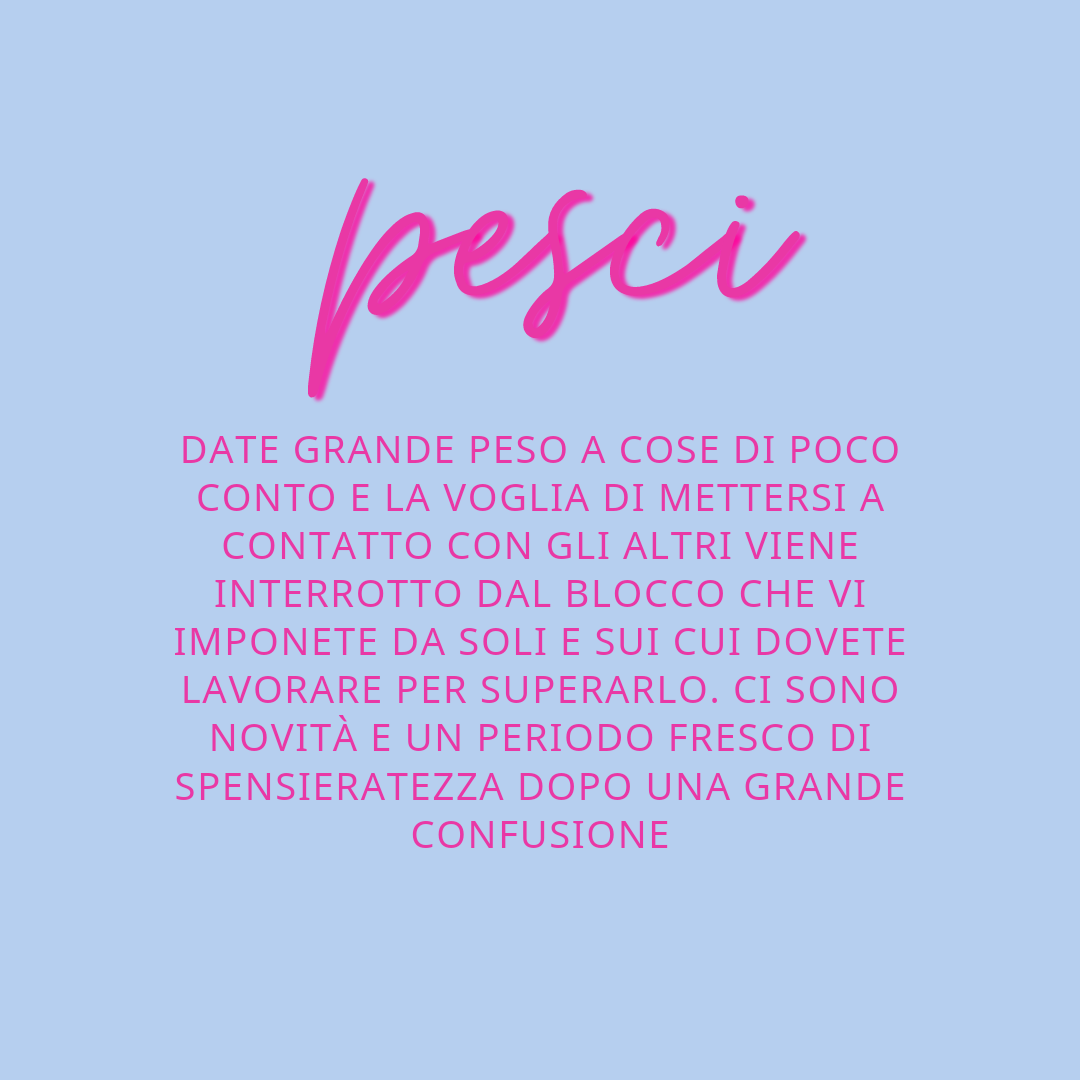 pesci
DATE GRANDE PESO A COSE DI POCO
CONTO E LA VOGLIA DI METTERSI A
CONTATTO CON GLI ALTRI VIENE
INTERROTTO DAL BLOCCO CHE VI
IMPONETE DA SOLI E SUI CUI DOVETE
LAVORARE PER SUPERARLO. CI SONO
NOVITÀ E UN PERIODO FRESCO DI
SPENSIERATEZZA DOPO UNA GRANDE
CONFUSIONE